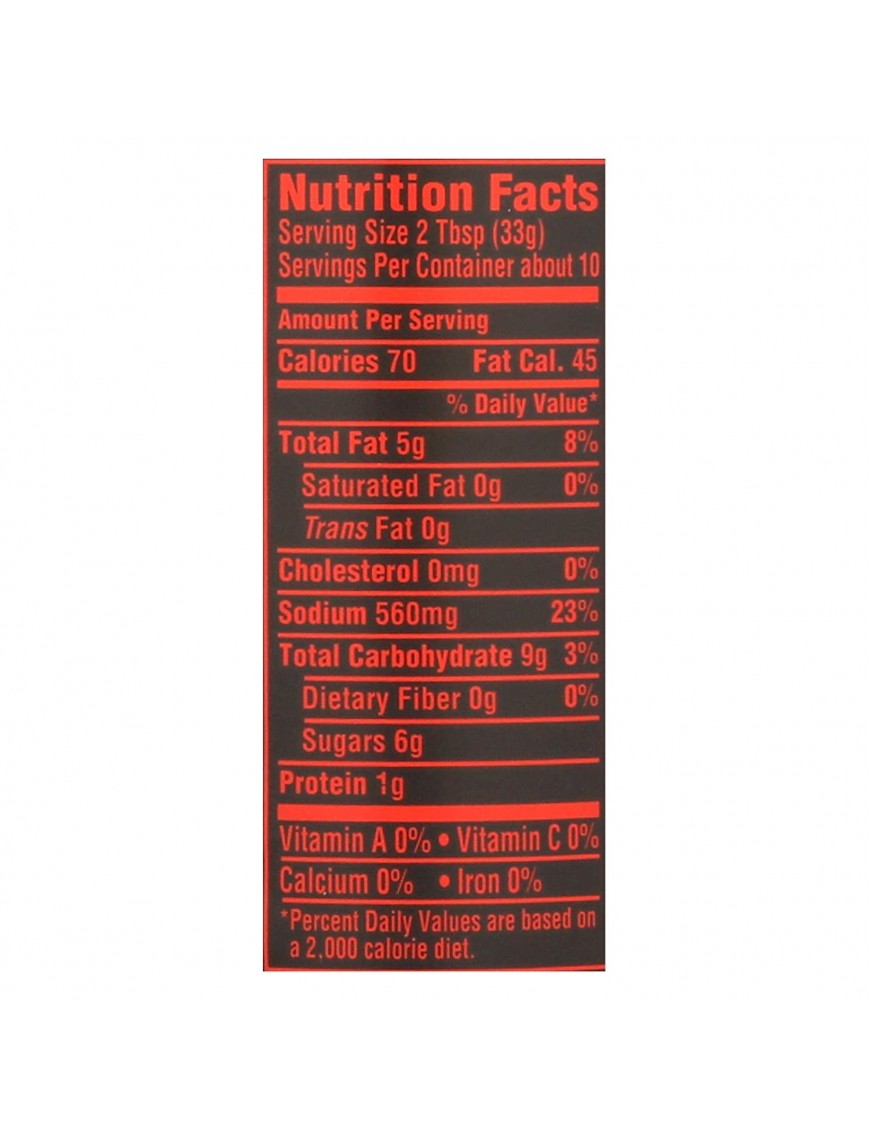 Nutrition Facts
Serving Size 2 Tbsp (33g)
Servings Per Container about 10
Amount Per Serving
Calories 70 Fat Cal. 45
% Daily Value*
Total Fat 5g 8%
Saturated Fat 0g 0%
Trans Fat 0g
Cholesterol 0mg 0%
Sodium 560mg 23%
Total Carbohydrate 9g 3%
Dietary Fiber 0g 0%
Sugars 6g
Protein 1g
Vitamin A 0% • Vitamin C 0%
Calcium 0% • Iron 0%
*Percent Daily Values are based on
a 2,000 calorie diet.